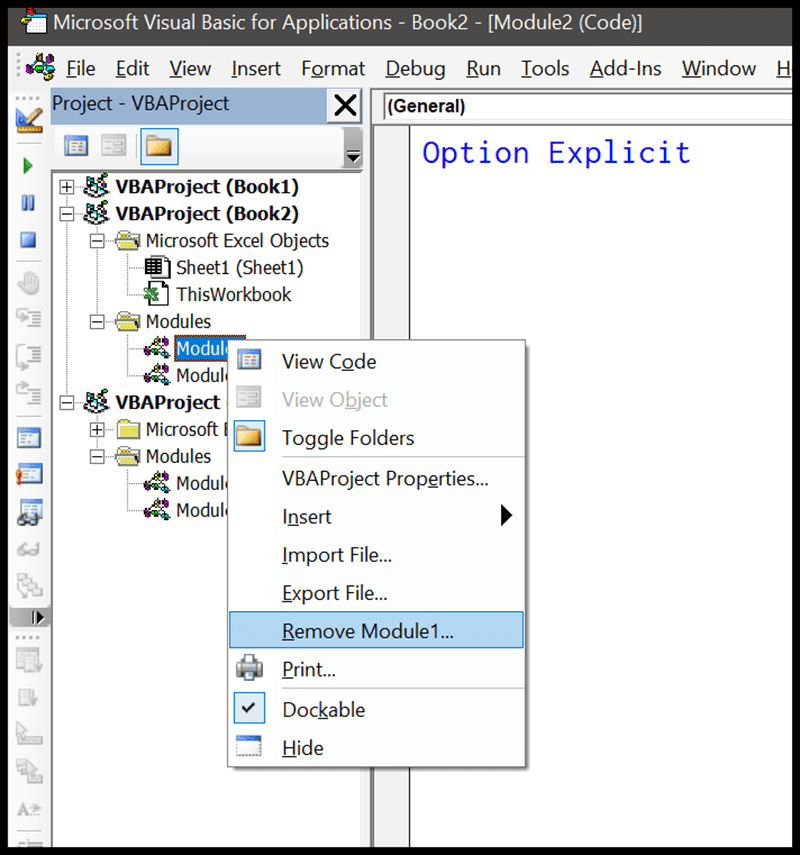 Microsoft Visual Basic for Applications - Book2 - [Module2 (Code)]
File Edit View Insert Format Debug Run Tools Add-Ins Window H
Project - VBAProject
(General)
Option Explicit
VBAProject (Book1)
VBAProject (Book2)
Microsoft Excel Objects
Sheet1 (Sheet1)
ThisWorkbook
Modules
Modul
Modul
VBAProject
Microsoft E
Modules
Modul
Modul
View Code
View Object
Toggle Folders
VBAProject Properties...
Insert
Import File...
Export File...
Remove Module1...
Print...
Dockable
Hide